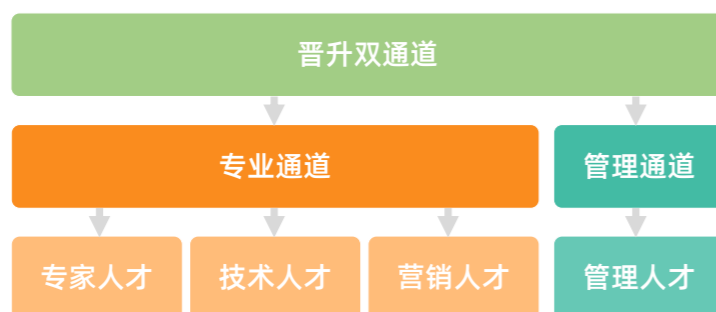 晋升双通道
专业通道
管理通道
专家人才
技术人才
营销人才
管理人才